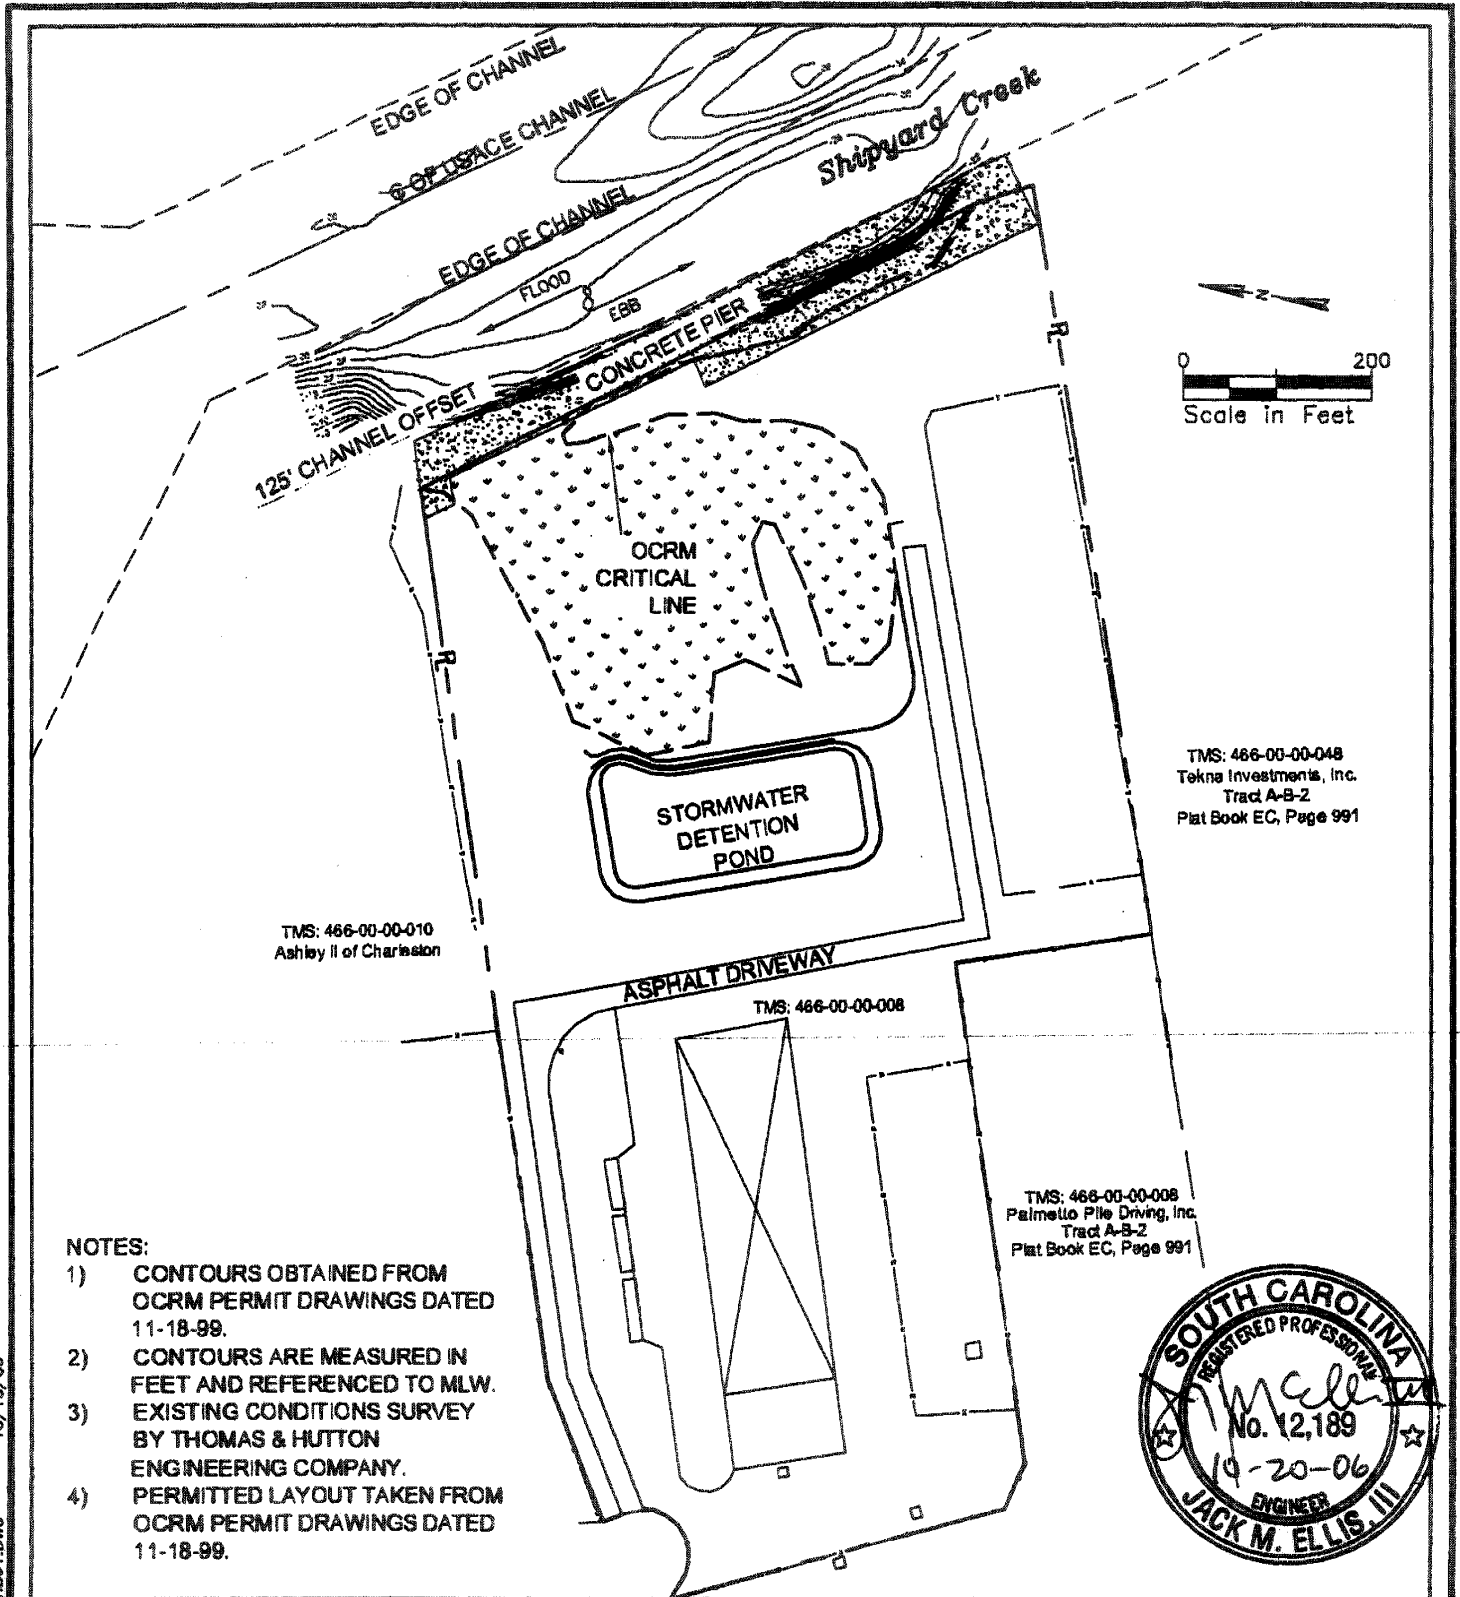 EDGE OF CHANNEL
OF USACE CHANNEL
Shipyard Creek
EDGE OF CHANNEL
FLOOD
EBB
CONCRETE PIER
125' CHANNEL OFFSET
N
0 200
Scale in Feet
OCRM
CRITICAL
LINE
PL
PL
STORMWATER
DETENTION
POND
TMS: 466-00-00-048
Tekna Investments, Inc.
Tract A-B-2
Plat Book EC, Page 991
TMS: 466-00-00-010
Ashley II of Charleston
ASPHALT DRIVEWAY
TMS: 466-00-00-008
TMS: 466-00-00-008
Palmetto Pile Driving, Inc.
Tract A-B-2
Plat Book EC, Page 991
NOTES:
1) CONTOURS OBTAINED FROM
OCRM PERMIT DRAWINGS DATED
11-18-99.
2) CONTOURS ARE MEASURED IN
FEET AND REFERENCED TO MLW.
3) EXISTING CONDITIONS SURVEY
BY THOMAS & HUTTON
ENGINEERING COMPANY.
4) PERMITTED LAYOUT TAKEN FROM
OCRM PERMIT DRAWINGS DATED
11-18-99.
SOUTH CAROLINA
REGISTERED PROFESSIONAL
No. 12,189
10-20-06
ENGINEER
JACK M. ELLIS, III